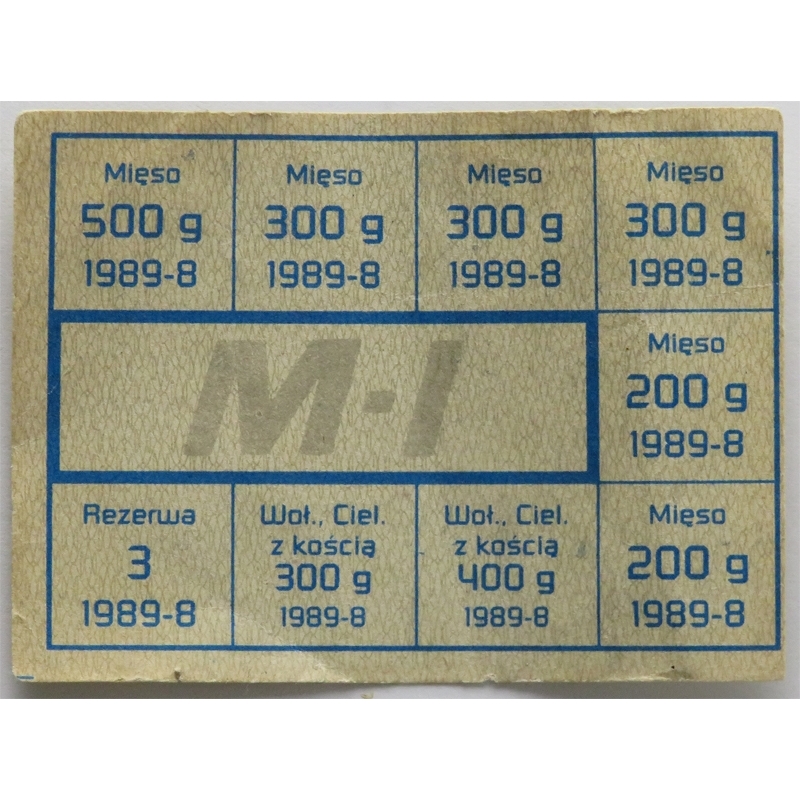 Mięso
500 g
1989-8
Mięso
300 g
1989-8
Mięso
300 g
1989-8
Mięso
300 g
1989-8
M-I
Mięso
200 g
1989-8
Rezerwa
3
1989-8
Woł., Ciel.
z kością
300 g
1989-8
Woł., Ciel.
z kością
400 g
1989-8
Mięso
200 g
1989-8